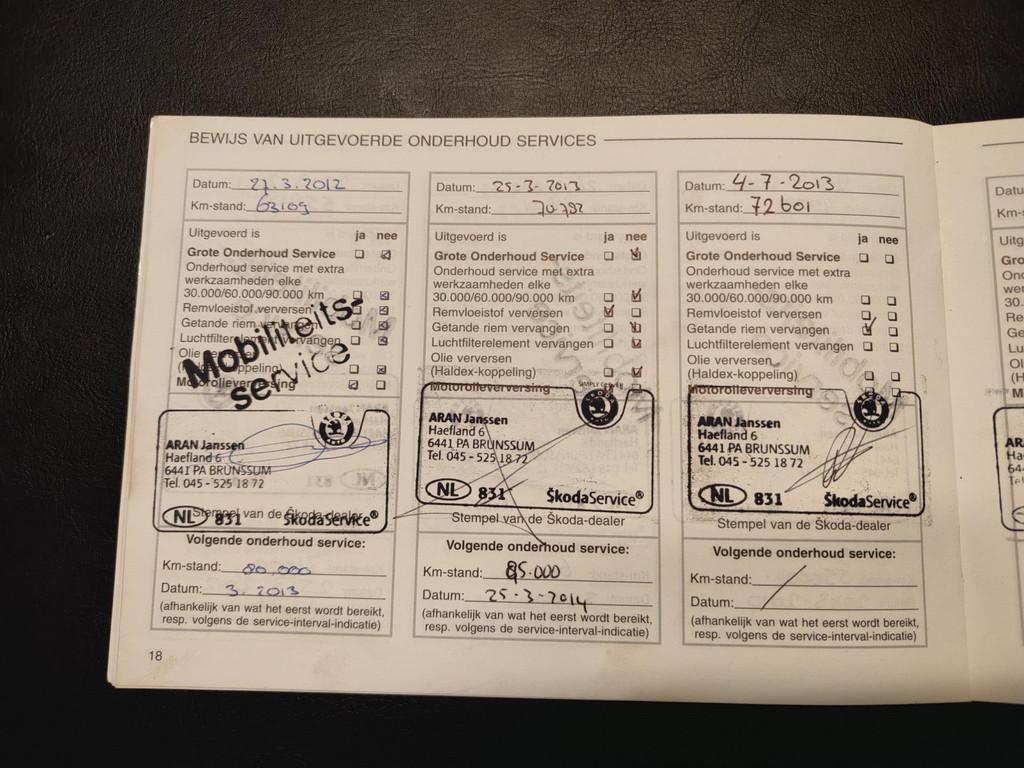 BEWIJS VAN UITGEVOERDE ONDERHOUD SERVICES
Datum: 27.3.2012
Km-stand: 63109
Uitgevoerd is ja nee
Grote Onderhoud Service
Onderhoud service met extra
werkzaamheden elke
30.000/60.000/90.000 km
Remvloeistof verversen
Getande riem vervangen
Luchtfilterelement vervangen
Olie
(Haldex-koppeling)
Motorolieverversing
Mobiliteits-
service
ARAN Janssen
Haefland 6
6441 PA BRUNSSUM
Tel. 045 - 525 18 72
NL 831 ŠkodaService®
Stempel van de Škoda-dealer
Volgende onderhoud service:
Km-stand: 80.000
Datum: 3.2013
(afhankelijk van wat het eerst wordt bereikt,
resp. volgens de service-interval-indicatie)
Datum: 25-3-2013
Km-stand: 70.732
Uitgevoerd is ja nee
Grote Onderhoud Service
Onderhoud service met extra
werkzaamheden elke
30.000/60.000/90.000 km
Remvloeistof verversen
Getande riem vervangen
Luchtfilterelement vervangen
Olie verversen
(Haldex-koppeling)
Motorolieverversing
SIMPLY CLEVER
ARAN Janssen
Haefland 6
6441 PA BRUNSSUM
Tel. 045 - 525 18 72
NL 831 ŠkodaService®
Stempel van de Škoda-dealer
Volgende onderhoud service:
Km-stand: 85.000
Datum: 25-3-2014
(afhankelijk van wat het eerst wordt bereikt,
resp. volgens de service-interval-indicatie)
Datum: 4-7-2013
Km-stand: 72601
Uitgevoerd is ja nee
Grote Onderhoud Service
Onderhoud service met extra
werkzaamheden elke
30.000/60.000/90.000 km
Remvloeistof verversen
Getande riem vervangen
Luchtfilterelement vervangen
Olie verversen
(Haldex-koppeling)
Motorolieverversing
ARAN Janssen
Haefland 6
6441 PA BRUNSSUM
Tel. 045 - 525 18 72
NL 831 ŠkodaService®
Stempel van de Škoda-dealer
Volgende onderhoud service:
Km-stand: /
Datum:
(afhankelijk van wat het eerst wordt bereikt,
resp. volgens de service-interval-indicatie)
18